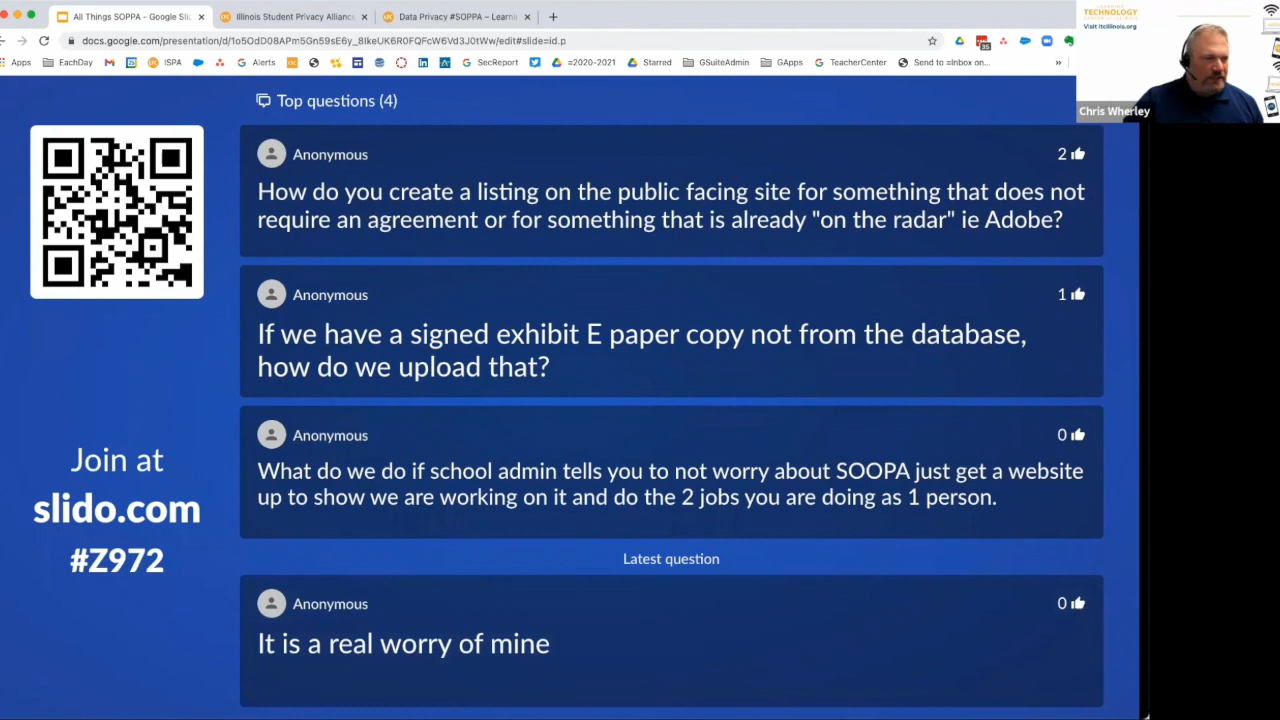 All Things SOPPA - Google Slid
Illinois Student Privacy Alliance
Data Privacy #SOPPA – Learnin
docs.google.com/presentation/d/1o5OdD08APm5Gn59sE6y_8IkeUK6R0FQFcW6Vd3J0tWw/edit#slide=id.p
35
Apps
EachDay
ISPA
Alerts
SecReport
=2020-2021
Starred
GSuiteAdmin
GApps
TeacherCenter
Send to =Inbox on...
»
TECHNOLOGY
Visit ltcillinois.org
Chris Wherley
Top questions (4)
Anonymous
2
How do you create a listing on the public facing site for something that does not
require an agreement or for something that is already "on the radar" ie Adobe?
Anonymous
1
If we have a signed exhibit E paper copy not from the database,
how do we upload that?
Anonymous
0
What do we do if school admin tells you to not worry about SOOPA just get a website
up to show we are working on it and do the 2 jobs you are doing as 1 person.
Latest question
Anonymous
0
It is a real worry of mine
Join at
slido.com
#Z972